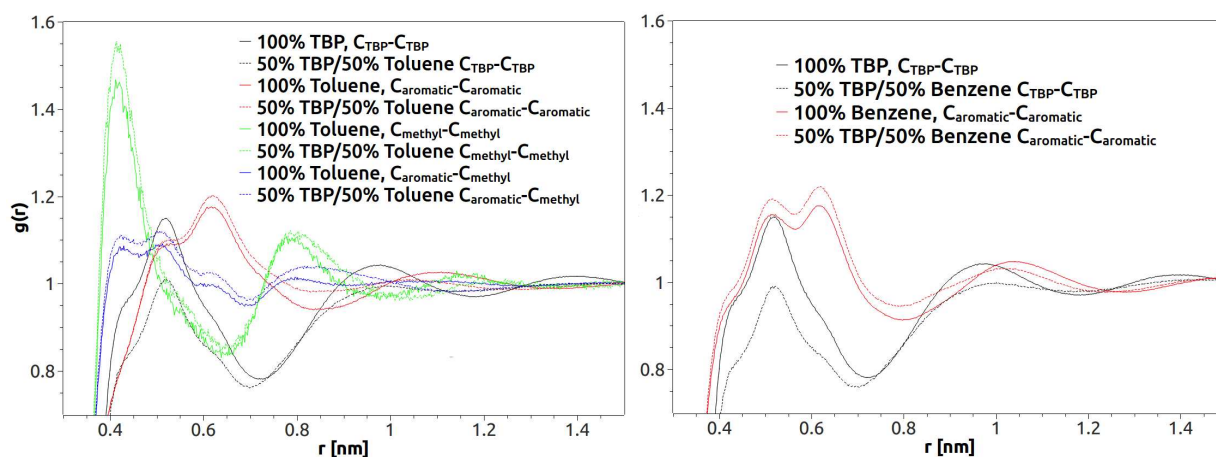 1.6
1.4
1.2
1
0.8
g(r)
100% TBP, CTBP-CTBP
50% TBP/50% Toluene CTBP-CTBP
100% Toluene, Caromatic-Caromatic
50% TBP/50% Toluene Caromatic-Caromatic
100% Toluene, Cmethyl-Cmethyl
50% TBP/50% Toluene Cmethyl-Cmethyl
100% Toluene, Caromatic-Cmethyl
50% TBP/50% Toluene Caromatic-Cmethyl
0.4 0.6 0.8 1 1.2 1.4
r [nm]
1.6
1.4
1.2
1
0.8
100% TBP, CTBP-CTBP
50% TBP/50% Benzene CTBP-CTBP
100% Benzene, Caromatic-Caromatic
50% TBP/50% Benzene Caromatic-Caromatic
0.4 0.6 0.8 1 1.2 1.4
r [nm]